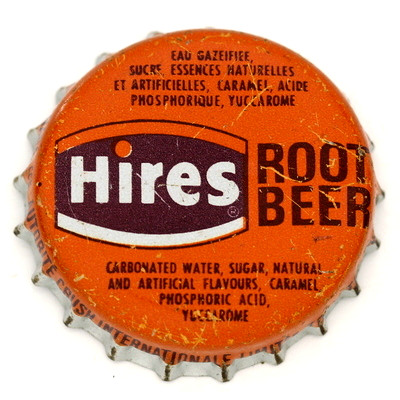 EAU GAZEIFIEE,
SUCRE, ESSENCES NATURELLES
ET ARTIFICIELLES, CARAMEL, ACIDE
PHOSPHORIQUE, YUCCAROME
Hires
®
ROOT
BEER
CARBONATED WATER, SUGAR, NATURAL
AND ARTIFICIAL FLAVOURS, CARAMEL
PHOSPHORIC ACID,
YUCCAROME
CRUSH INTERNATIONALE